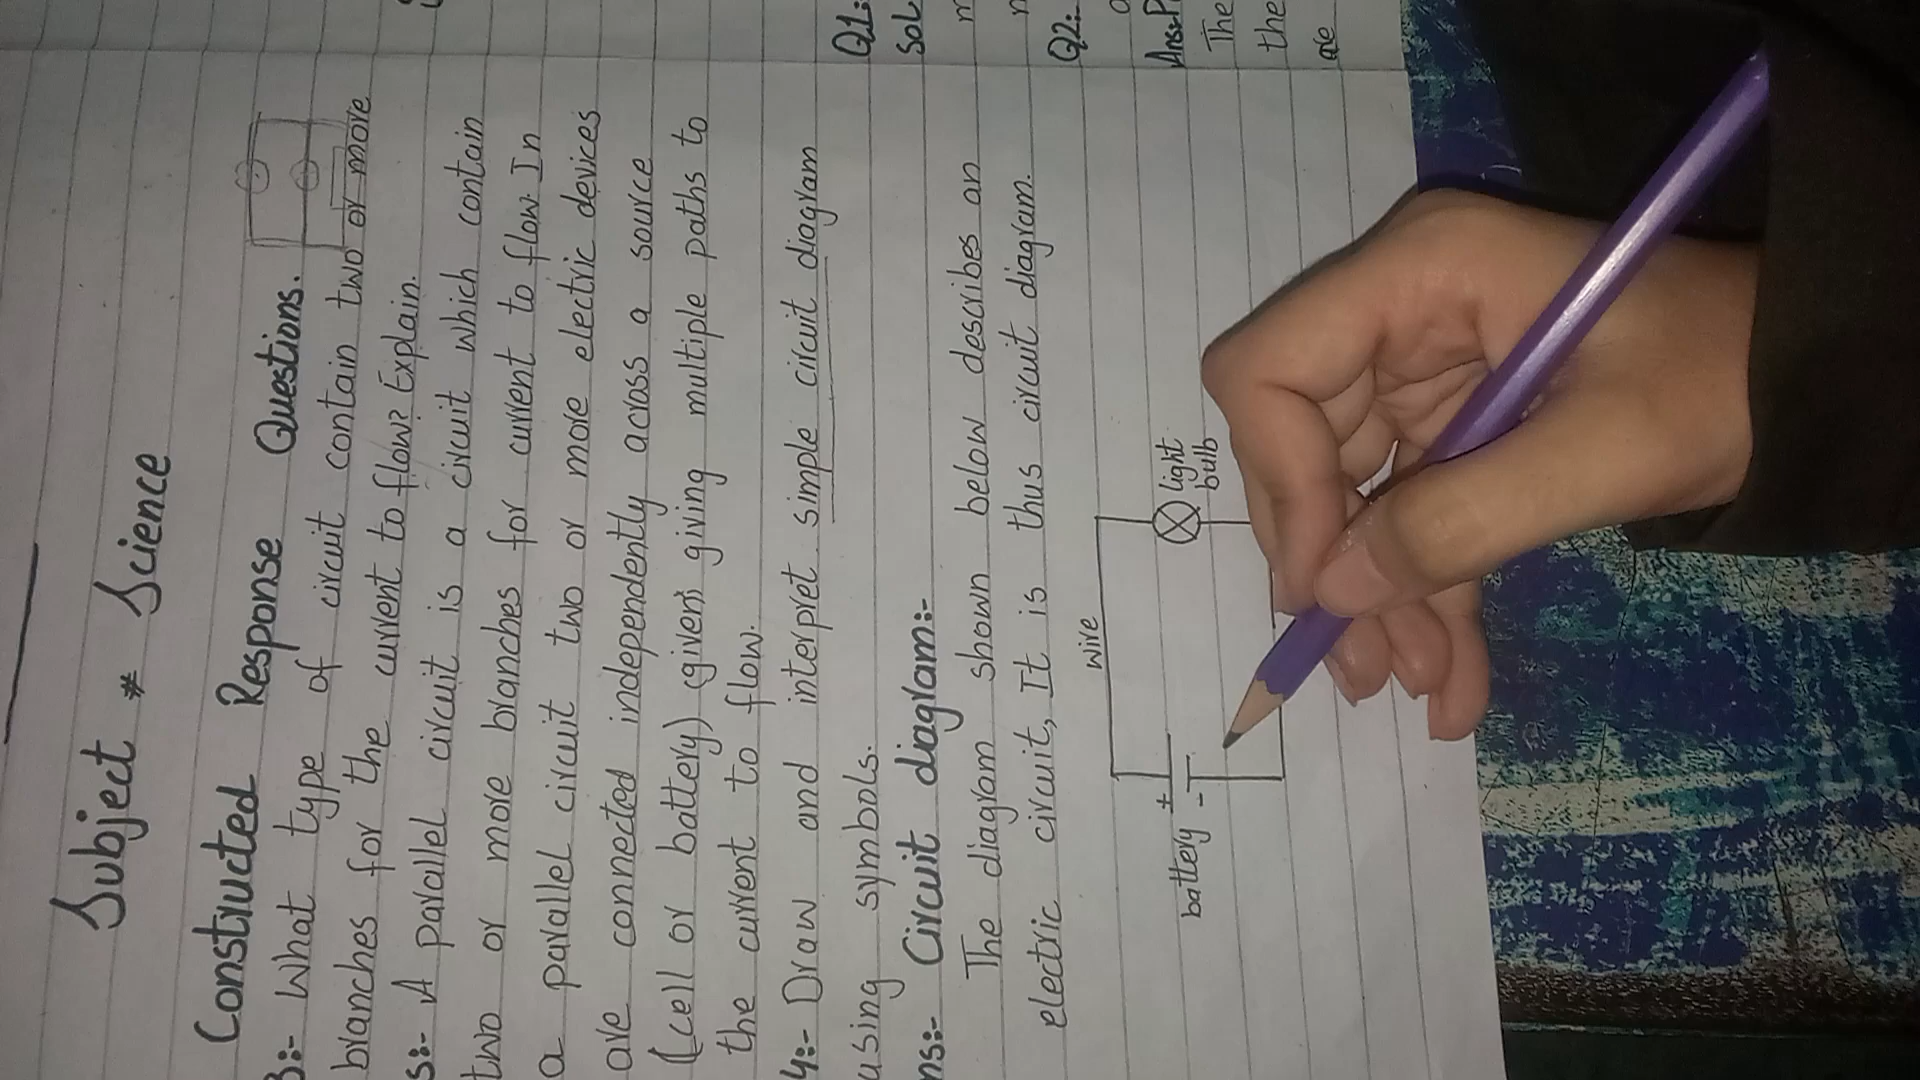 Subject # Science
Constructed Response Questions.
3:- What type of circuit contain two or more
branches for the current to flow? Explain.
s:- A parallel circuit is a circuit which contain
two or more branches for current to flow. In
a parallel circuit two or more electric devices
are connected independently across a source
(cell or battery) given giving multiple paths to
the current to flow.
4:- Draw and interpret simple circuit diagram
using symbols.
ns:- Circuit diagram:-
The diagram shown below describes an
electric circuit, It is thus circuit diagram.
wire
battery + -
light
bulb
Q1:
Sol
Q2:-
Ans:P
The
the
are